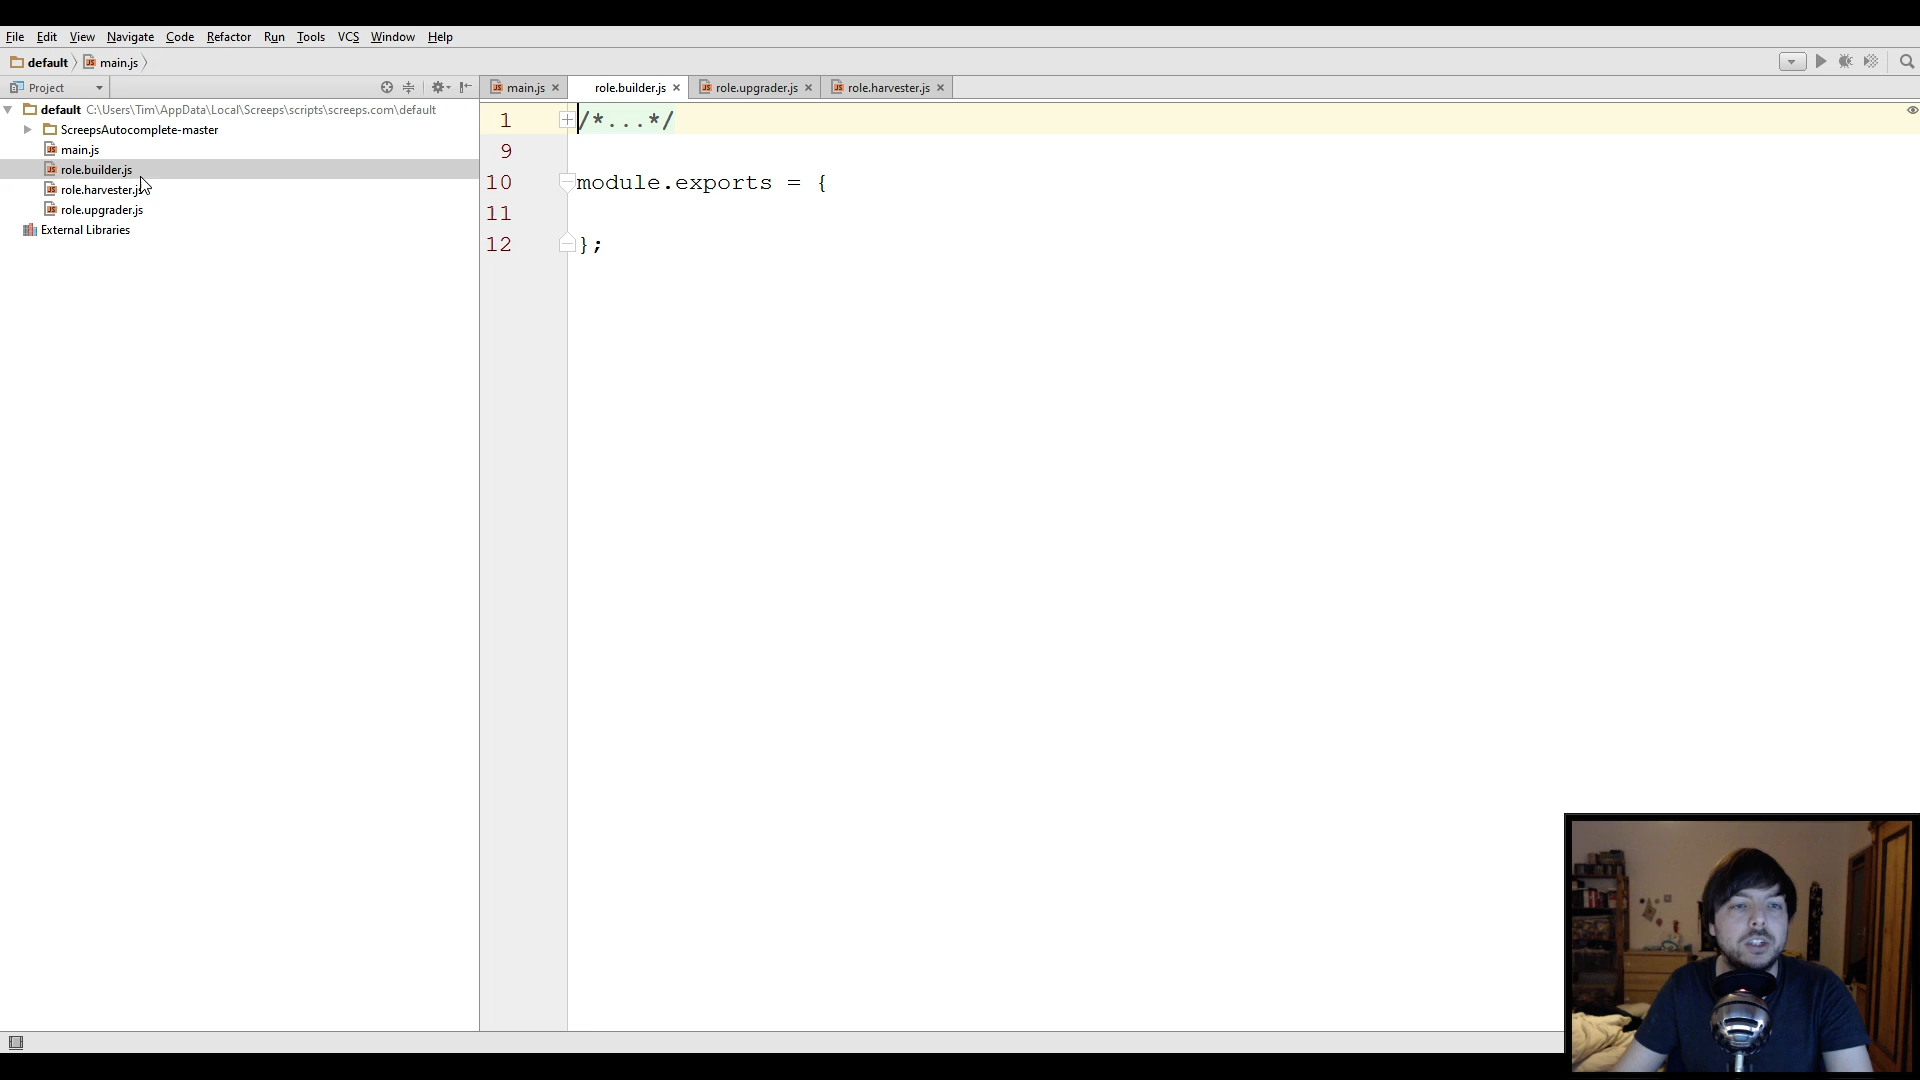 File Edit View Navigate Code Refactor Run Tools VCS Window Help
default main.js
Project
main.js role.builder.js role.upgrader.js role.harvester.js
default C:\Users\Tim\AppData\Local\Screeps\scripts\screeps.com\default
ScreepsAutocomplete-master
main.js
role.builder.js
role.harvester.js
role.upgrader.js
External Libraries
1 /*...*/
9
10 module.exports = {
11
12 };